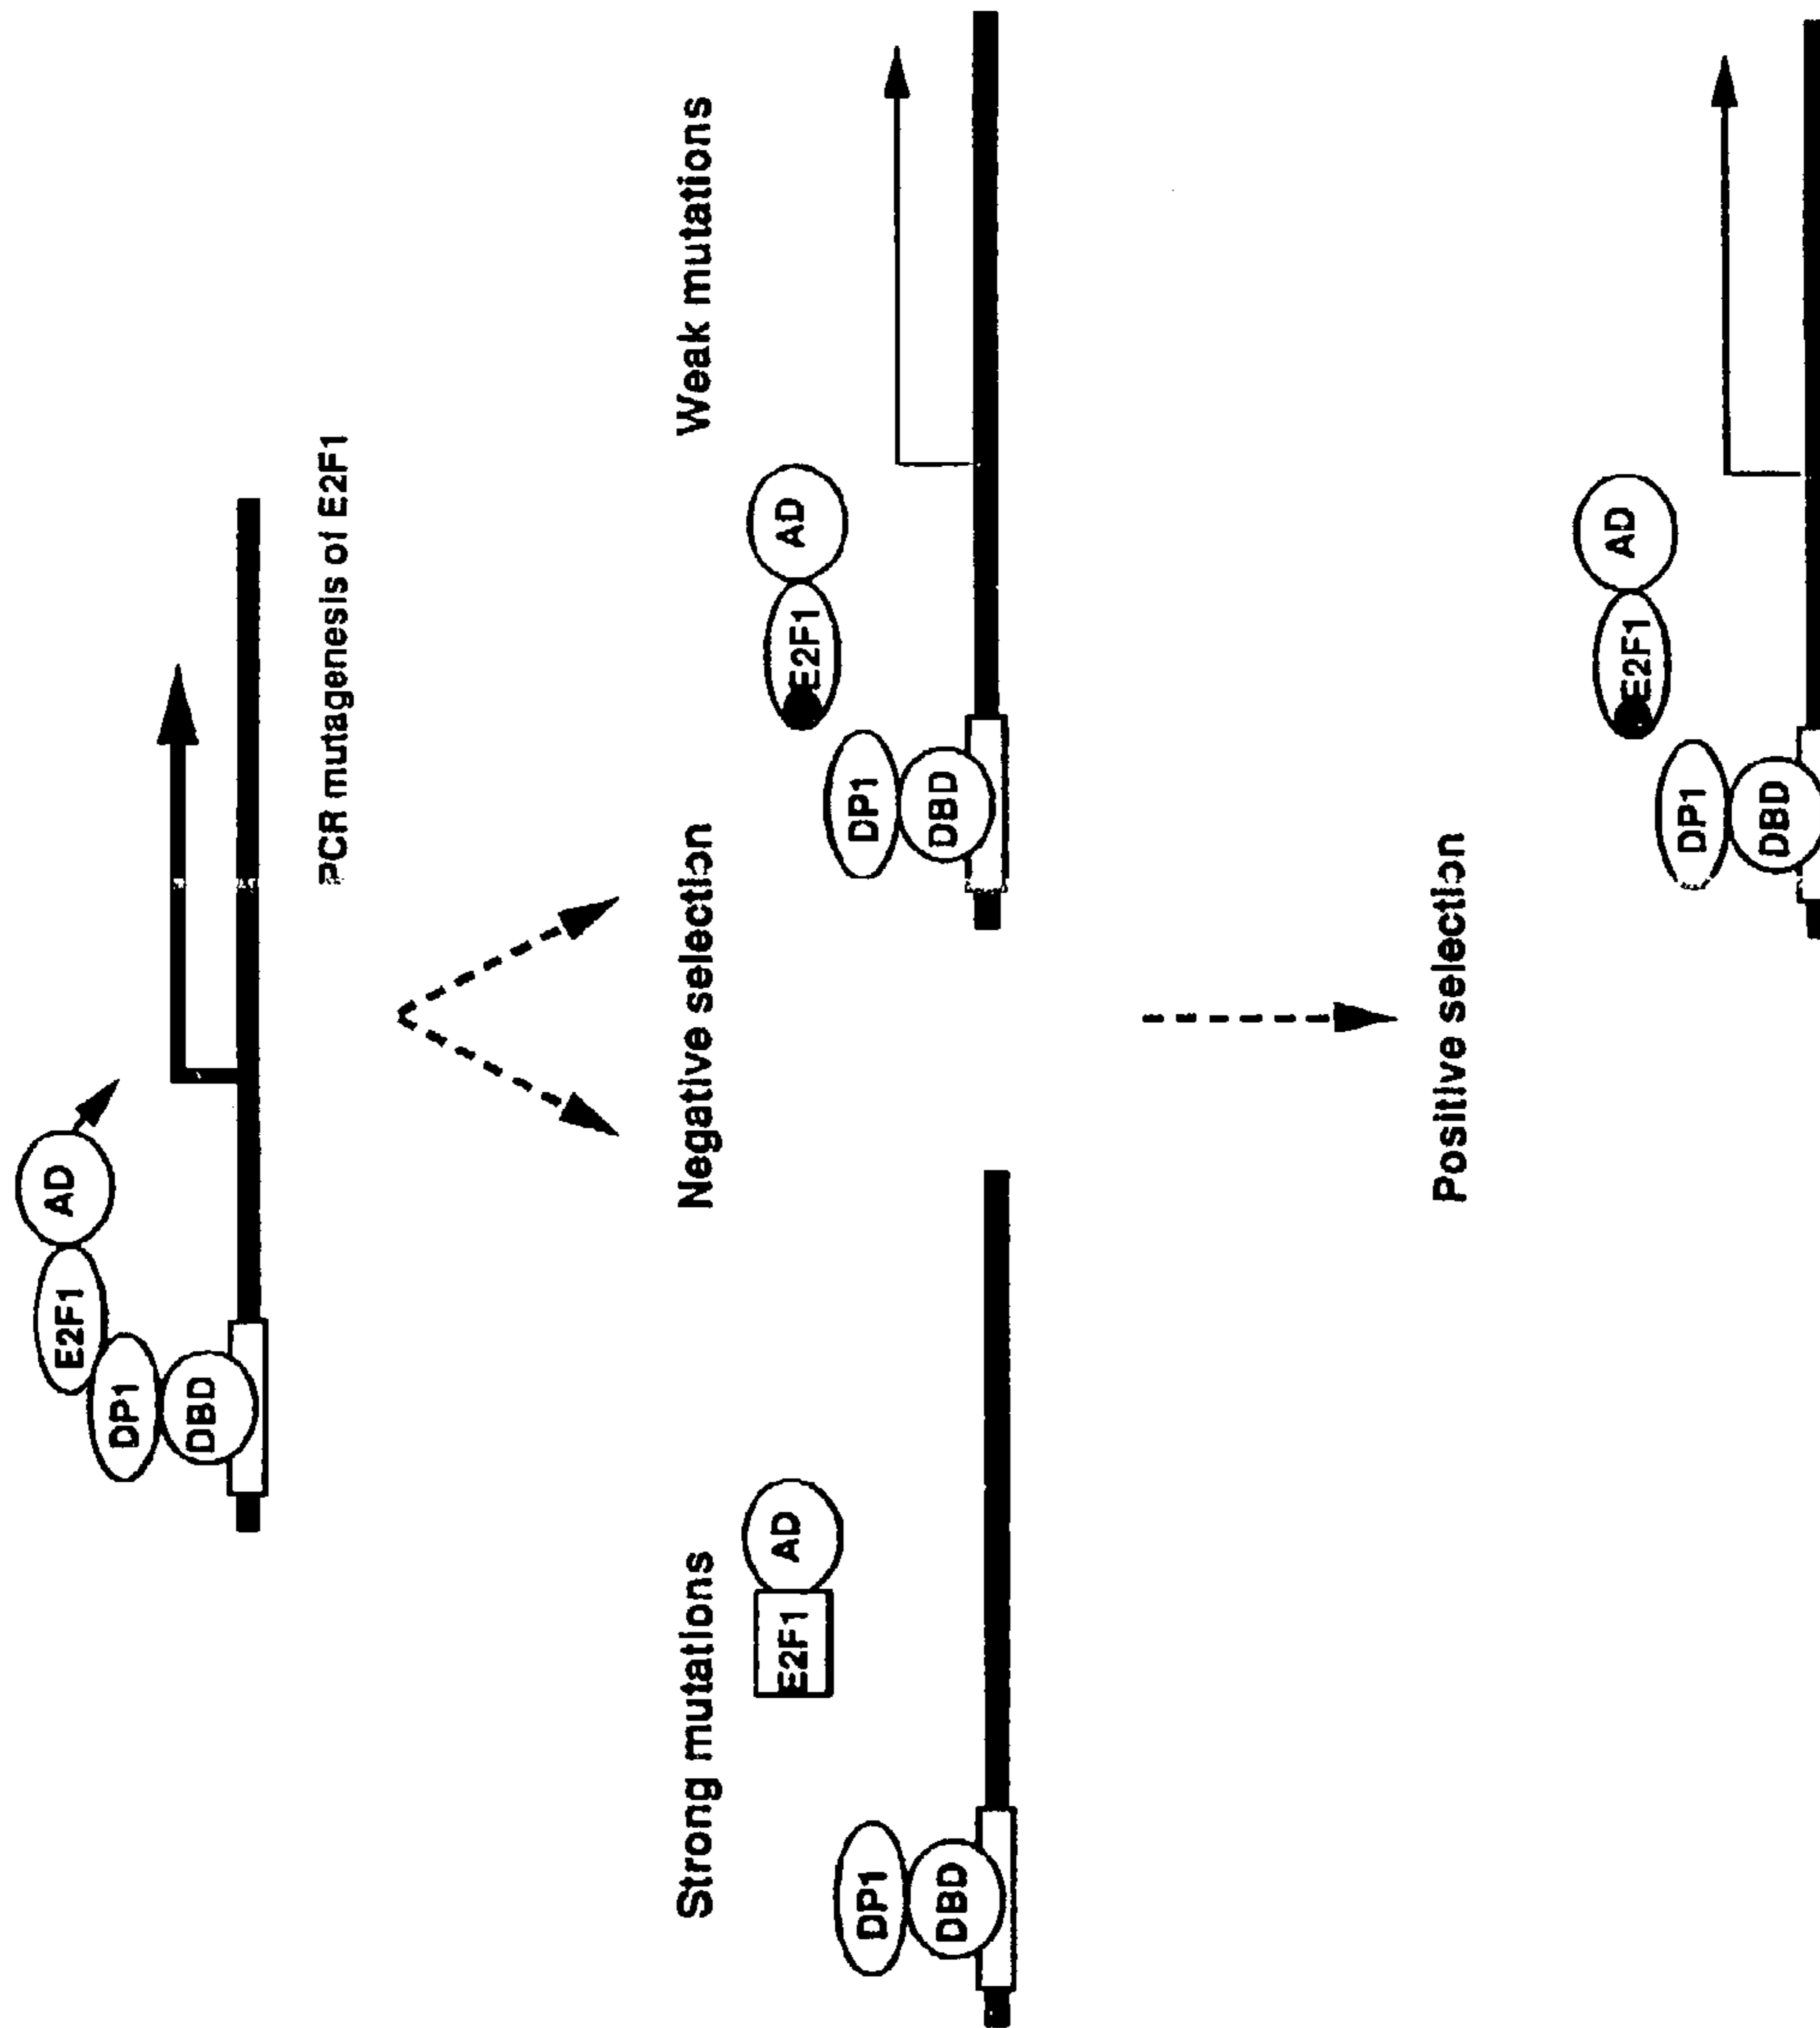 E2F1 AD
DP1
DBD
PCR mutagenesis of E2F1
Strong mutations
Negative selection
Weak mutations
E2F1 AD
DP1
DBD
E2F1 AD
DP1
DBD
Positive selection
E2F1 AD
DP1
DBD